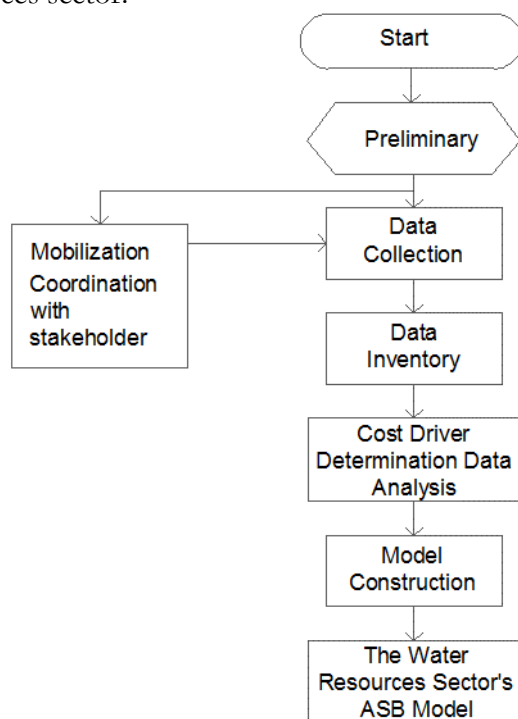 ces sector.
Start
Preliminary
Mobilization
Coordination
with
stakeholder
Data
Collection
Data
Inventory
Cost Driver
Determination Data
Analysis
Model
Construction
The Water
Resources Sector's
ASB Model